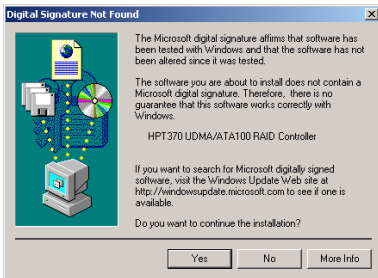 Digital Signature Not Found
The Microsoft digital signature affirms that software has
been tested with Windows and that the software has not
been altered since it was tested.
The software you are about to install does not contain a
Microsoft digital signature. Therefore, there is no
guarantee that this software works correctly with
Windows.
HPT370 UDMA/ATA100 RAID Controller
If you want to search for Microsoft digitally signed
software, visit the Windows Update Web site at
http://windowsupdate.microsoft.com to see if one is
available.
Do you want to continue the installation?
Yes No More Info